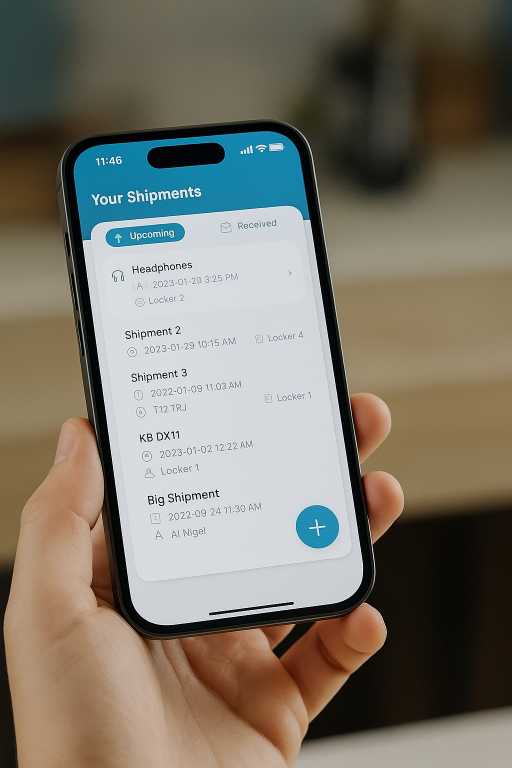 11:46
Your Shipments
Upcoming
Received
Headphones
A 2023-01-29 3:25 PM
Locker 2
Shipment 2
2023-01-29 10:15 AM
Locker 4
Shipment 3
2022-01-09 11:03 AM
T12 TRJ
Locker 1
KB DX11
2023-01-02 12:22 AM
Locker 1
Big Shipment
2022-09 24 11:30 AM
Al Nigel